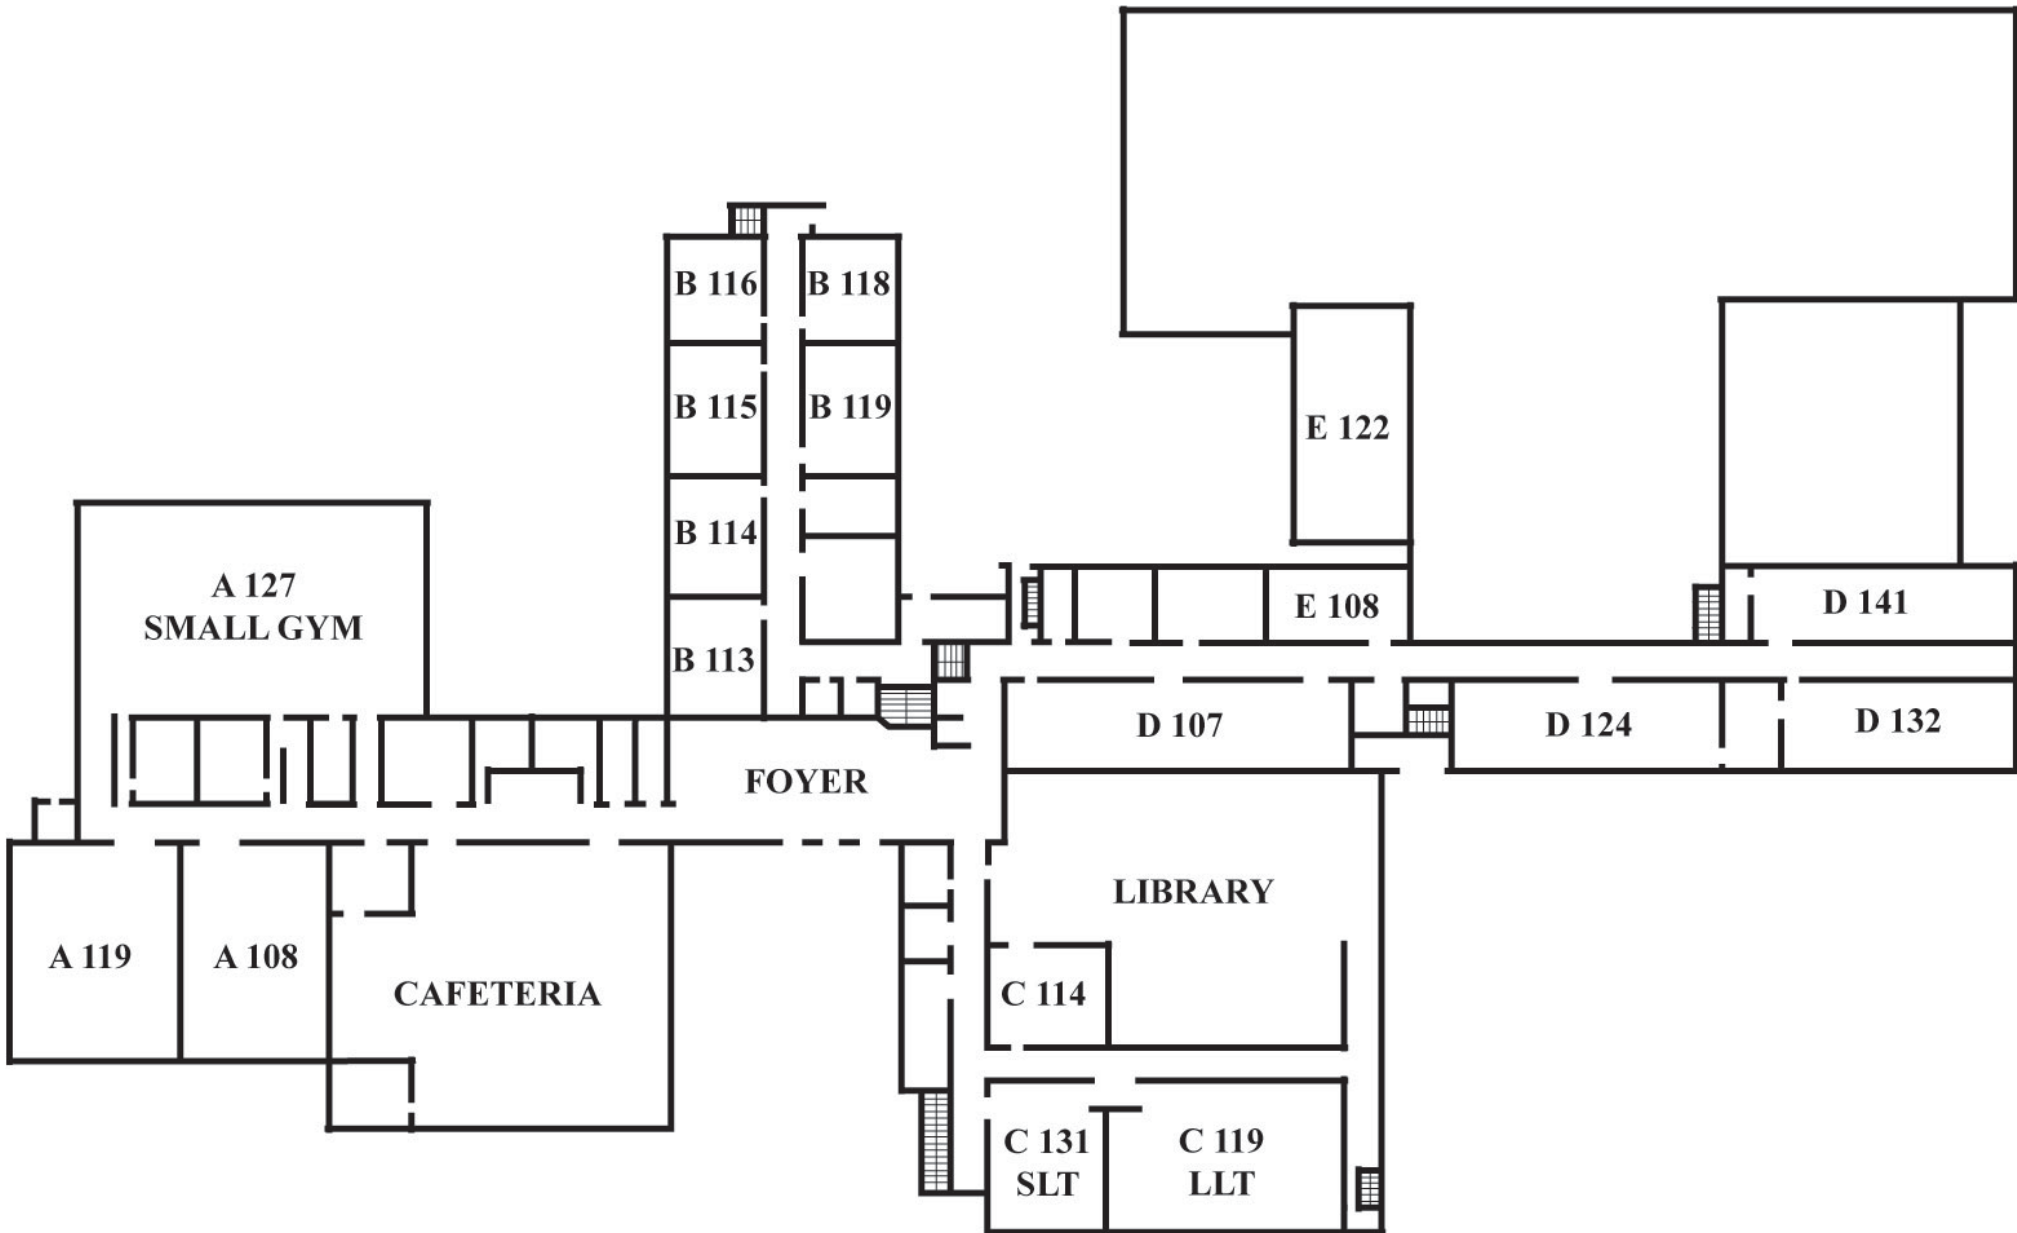 B 116
B 118
B 115
B 119
E 122
B 114
A 127
SMALL GYM
E 108
D 141
B 113
D 107
D 124
D 132
FOYER
LIBRARY
A 119
A 108
CAFETERIA
C 114
C 131
SLT
C 119
LLT